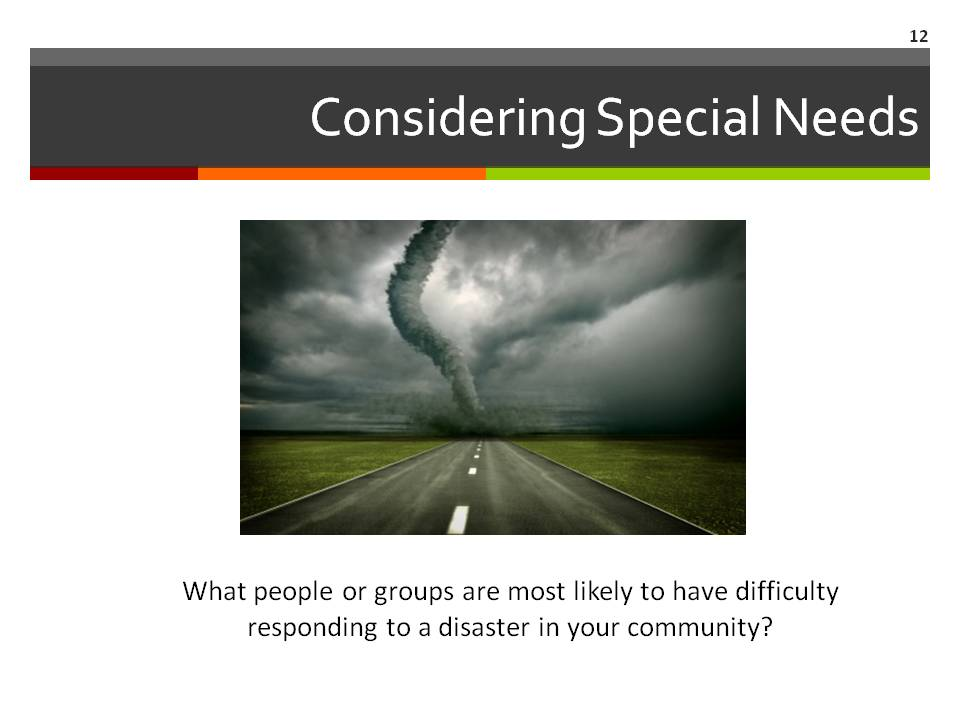 12
Considering Special Needs
What people or groups are most likely to have difficulty
responding to a disaster in your community?